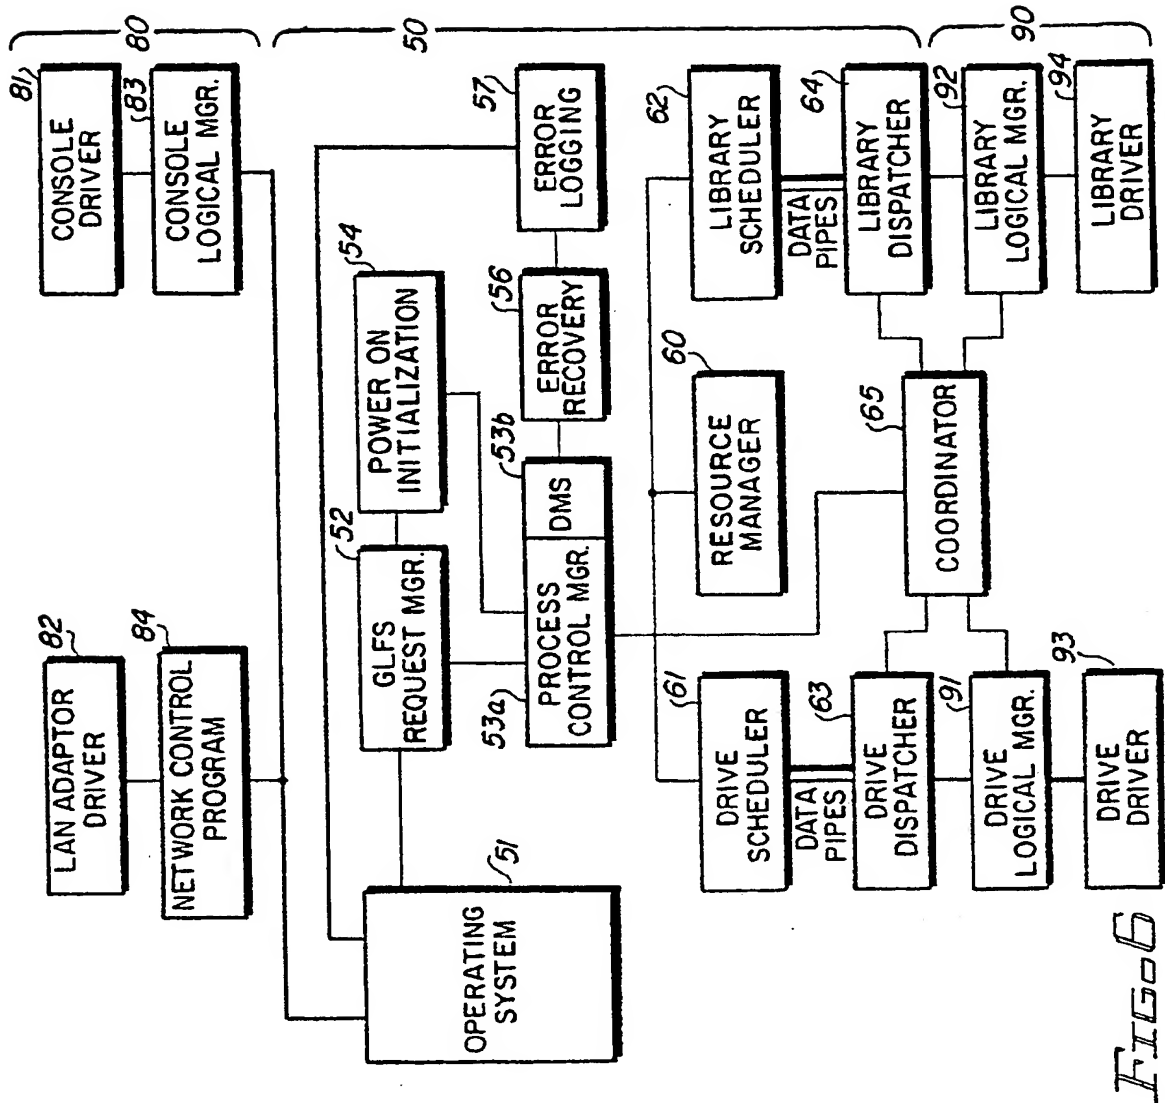 82
LAN ADAPTOR
DRIVER
81
CONSOLE
DRIVER
84
NETWORK CONTROL
PROGRAM
83
CONSOLE
LOGICAL MGR.
80
51
OPERATING
SYSTEM
52
GLFS
REQUEST MGR.
54
POWER ON
INITIALIZATION
53a
PROCESS
CONTROL MGR.
DMS
53b
56
ERROR
RECOVERY
57
ERROR
LOGGING
50
61
DRIVE
SCHEDULER
60
RESOURCE
MANAGER
62
LIBRARY
SCHEDULER
DATA
PIPES
DATA
PIPES
63
DRIVE
DISPATCHER
65
COORDINATOR
64
LIBRARY
DISPATCHER
91
DRIVE
LOGICAL MGR.
92
LIBRARY
LOGICAL MGR.
93
DRIVE
DRIVER
94
LIBRARY
DRIVER
90
FIG. 6